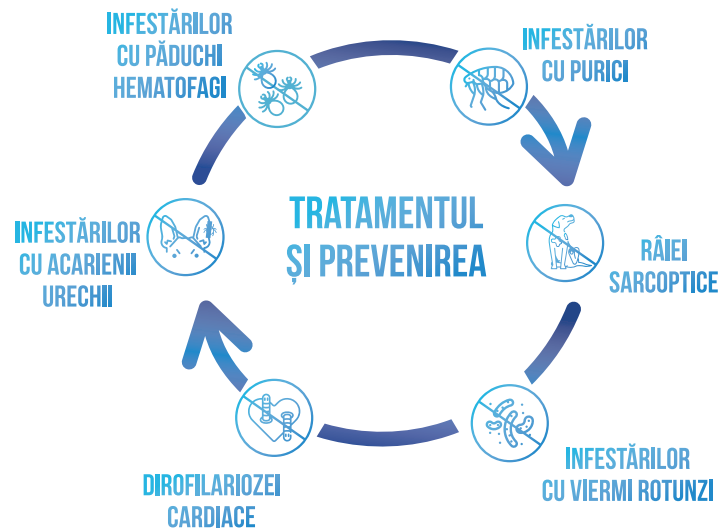 INFESTĂRILOR
CU PĂDUCHI
HEMATOFAGI
INFESTĂRILOR
CU PURICI
TRATAMENTUL
ȘI PREVENIREA
INFESTĂRILOR
CU ACARIENII
URECHII
RÂIEI
SARCOPTICE
DIROFILARIOZEI
CARDIACE
INFESTĂRILOR
CU VIERMI ROTUNZI